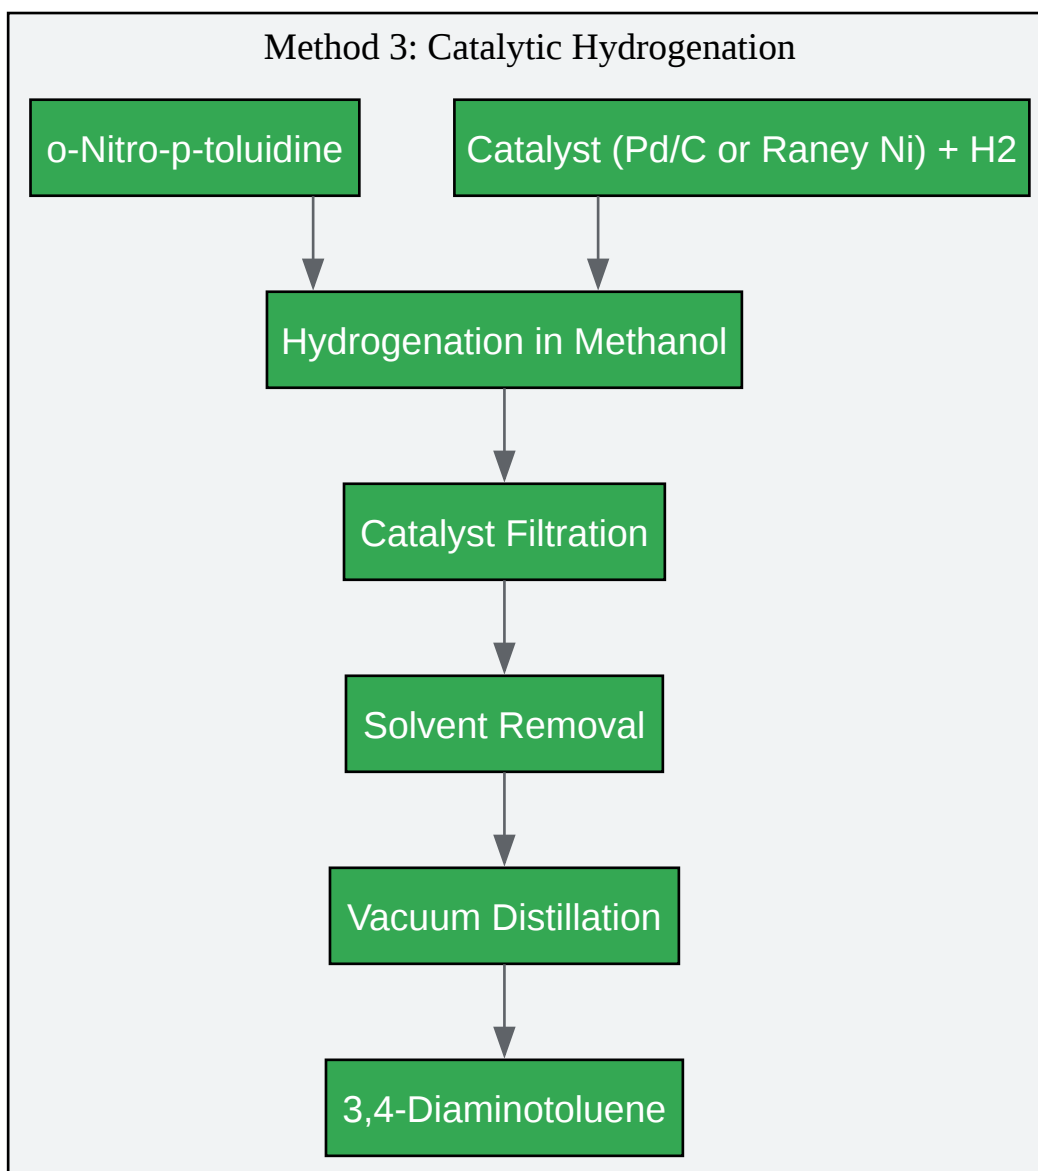 Method 3: Catalytic Hydrogenation
o-Nitro-p-toluidine
Catalyst (Pd/C or Raney Ni) + H2
Hydrogenation in Methanol
Catalyst Filtration
Solvent Removal
Vacuum Distillation
3,4-Diaminotoluene